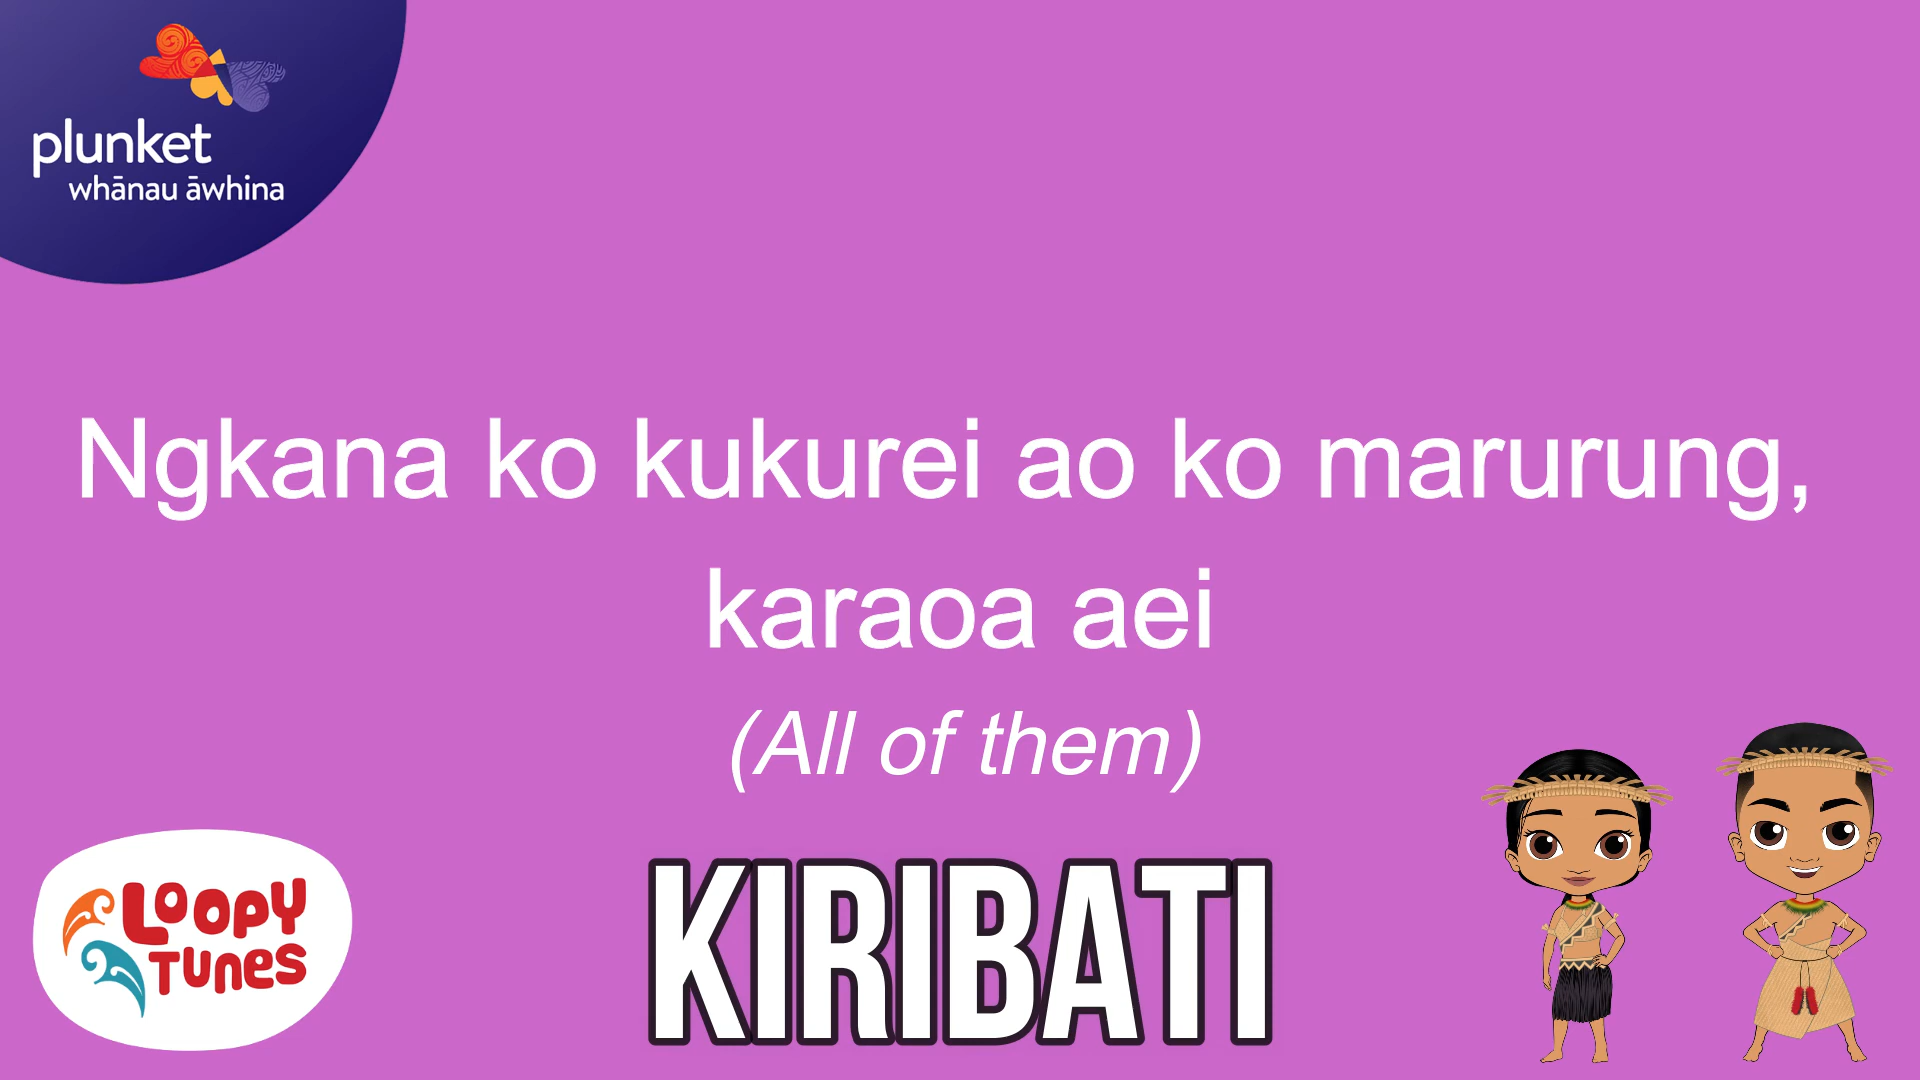 plunket
whānau āwhina
Ngkana ko kukurei ao ko marurung,
karaoa aei
(All of them)
LOOPY
TUNES
KIRIBATI